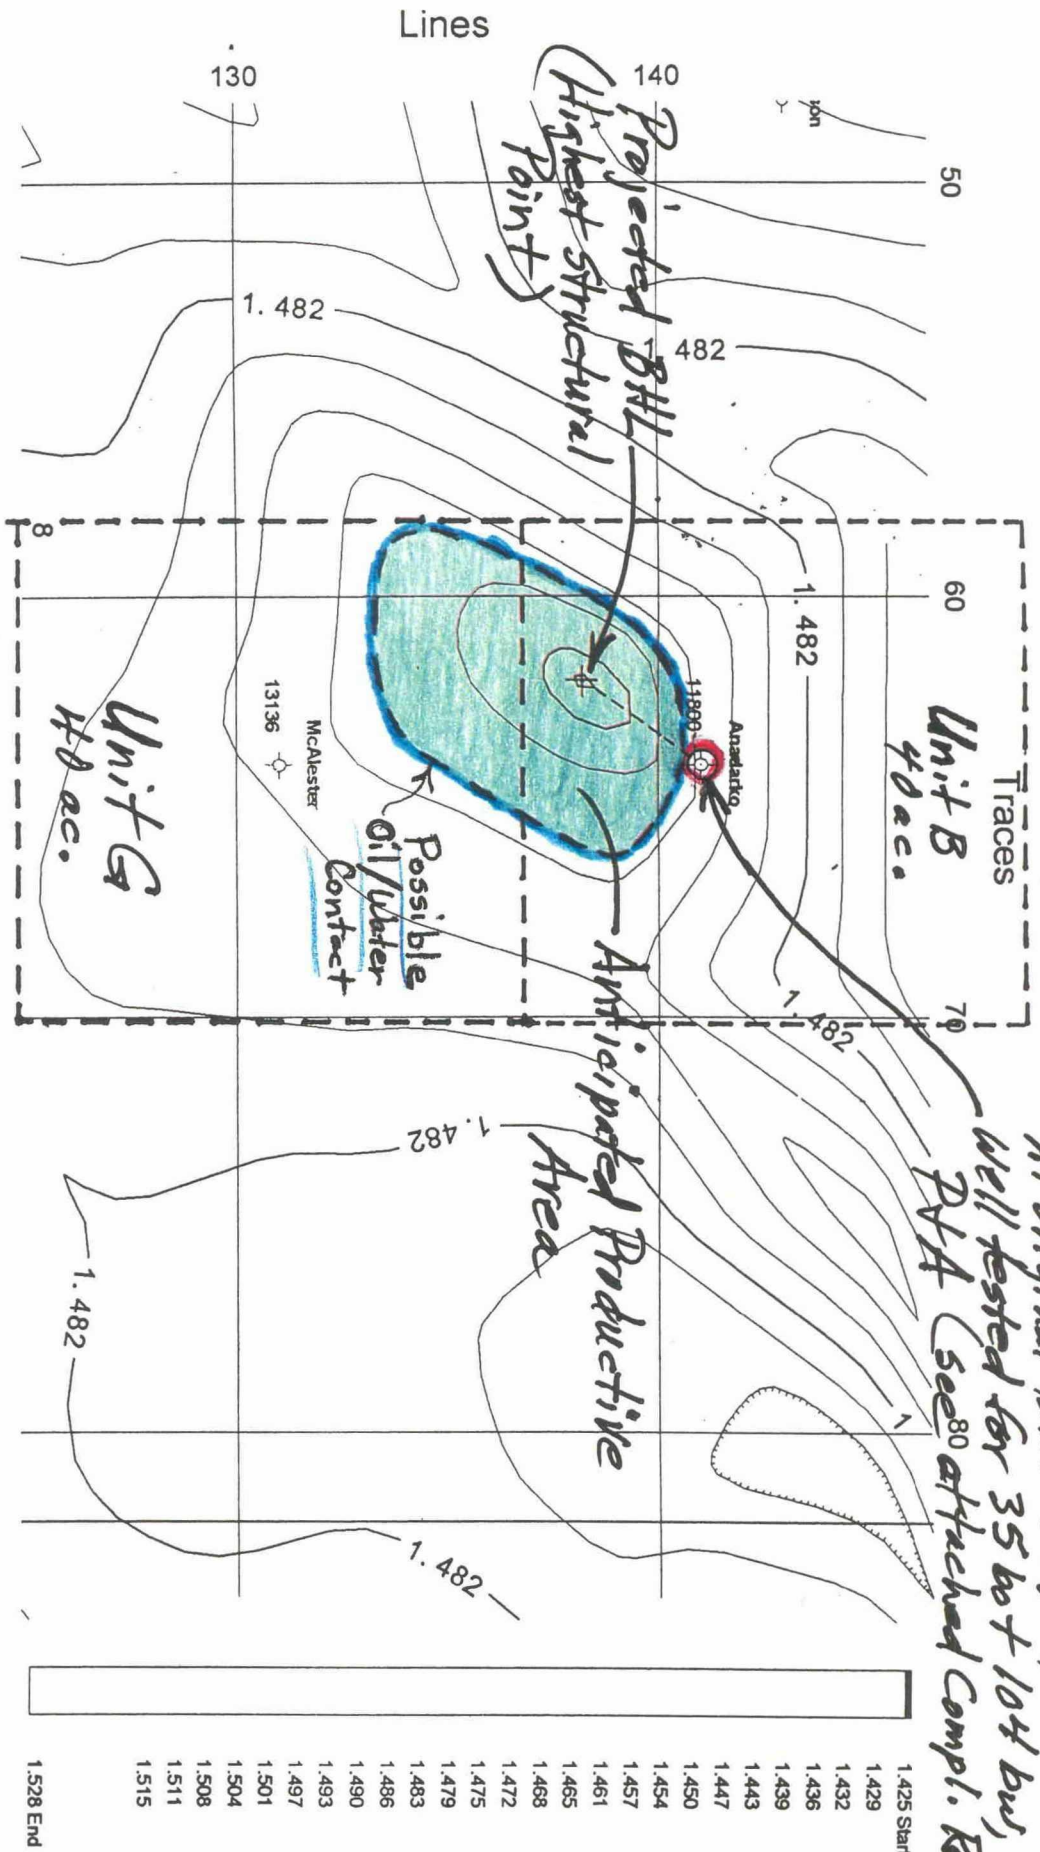 Lines
130
140
50
60
70
80
Traces
1.482
1.482
1.482
1.482
1.482
1.482
1.482
1
8
Projected BHL
(Highest Structural
Point)
Unit B
40 ac.
Unit G
40 ac.
Anadarko
11800
McAlester
13136
Possible
Oil/Water
Contact
Anticipated Productive
Area
Well tested for 35 bo + 104 bw,
P/A (see attached Compl.
1.425 Start
1.429
1.432
1.436
1.439
1.443
1.447
1.450
1.454
1.457
1.461
1.465
1.468
1.472
1.475
1.479
1.483
1.486
1.490
1.493
1.497
1.501
1.504
1.508
1.511
1.515
1.528 End